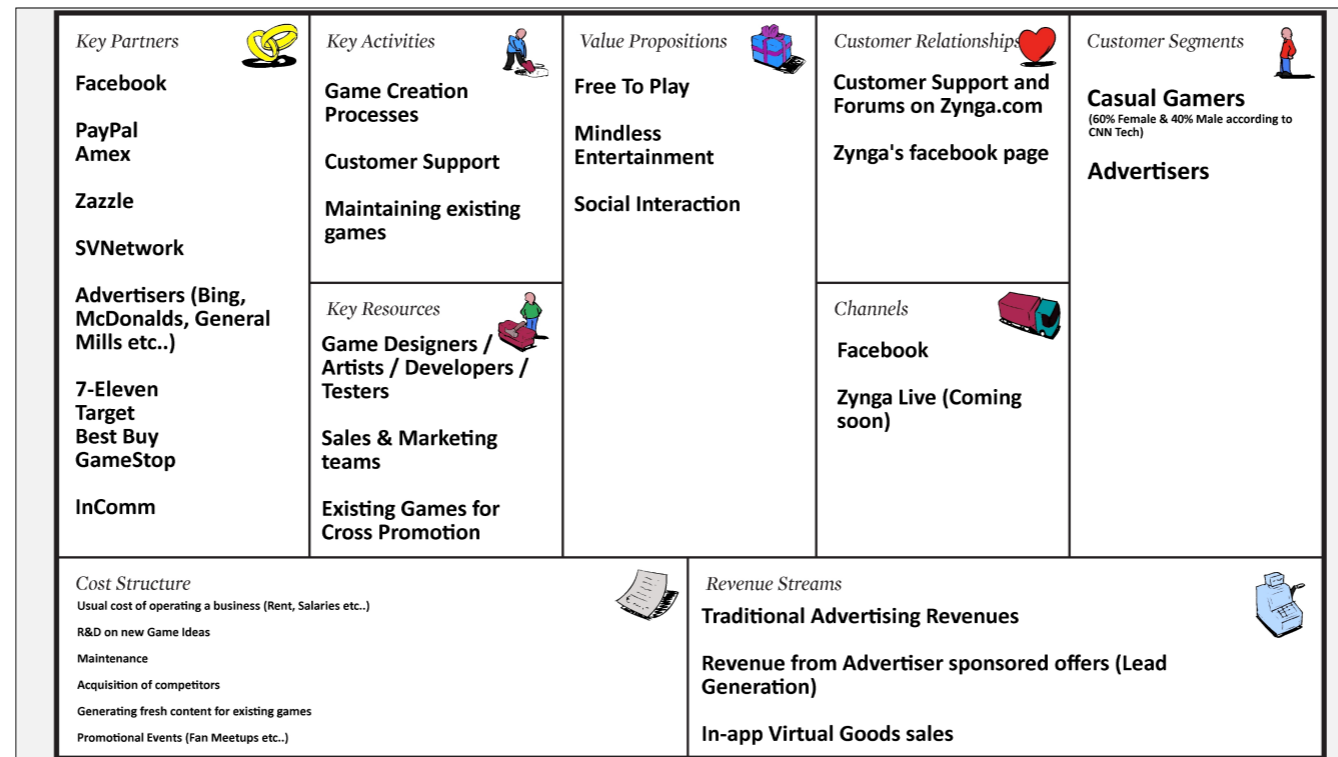 Key Partners
Facebook
PayPal
Amex
Zazzle
SVNetwork
Advertisers (Bing,
McDonalds, General
Mills etc..)
7-Eleven
Target
Best Buy
GameStop
InComm
Key Activities
Game Creation
Processes
Customer Support
Maintaining existing
games
Key Resources
Game Designers /
Artists / Developers /
Testers
Sales & Marketing
teams
Existing Games for
Cross Promotion
Value Propositions
Free To Play
Mindless
Entertainment
Social Interaction
Customer Relationships
Customer Support and
Forums on Zynga.com
Zynga's facebook page
Channels
Facebook
Zynga Live (Coming
soon)
Customer Segments
Casual Gamers
(60% Female & 40% Male according to
CNN Tech)
Advertisers
Cost Structure
Usual cost of operating a business (Rent, Salaries etc..)
R&D on new Game Ideas
Maintenance
Acquisition of competitors
Generating fresh content for existing games
Promotional Events (Fan Meetups etc..)
Revenue Streams
Traditional Advertising Revenues
Revenue from Advertiser sponsored offers (Lead
Generation)
In-app Virtual Goods sales